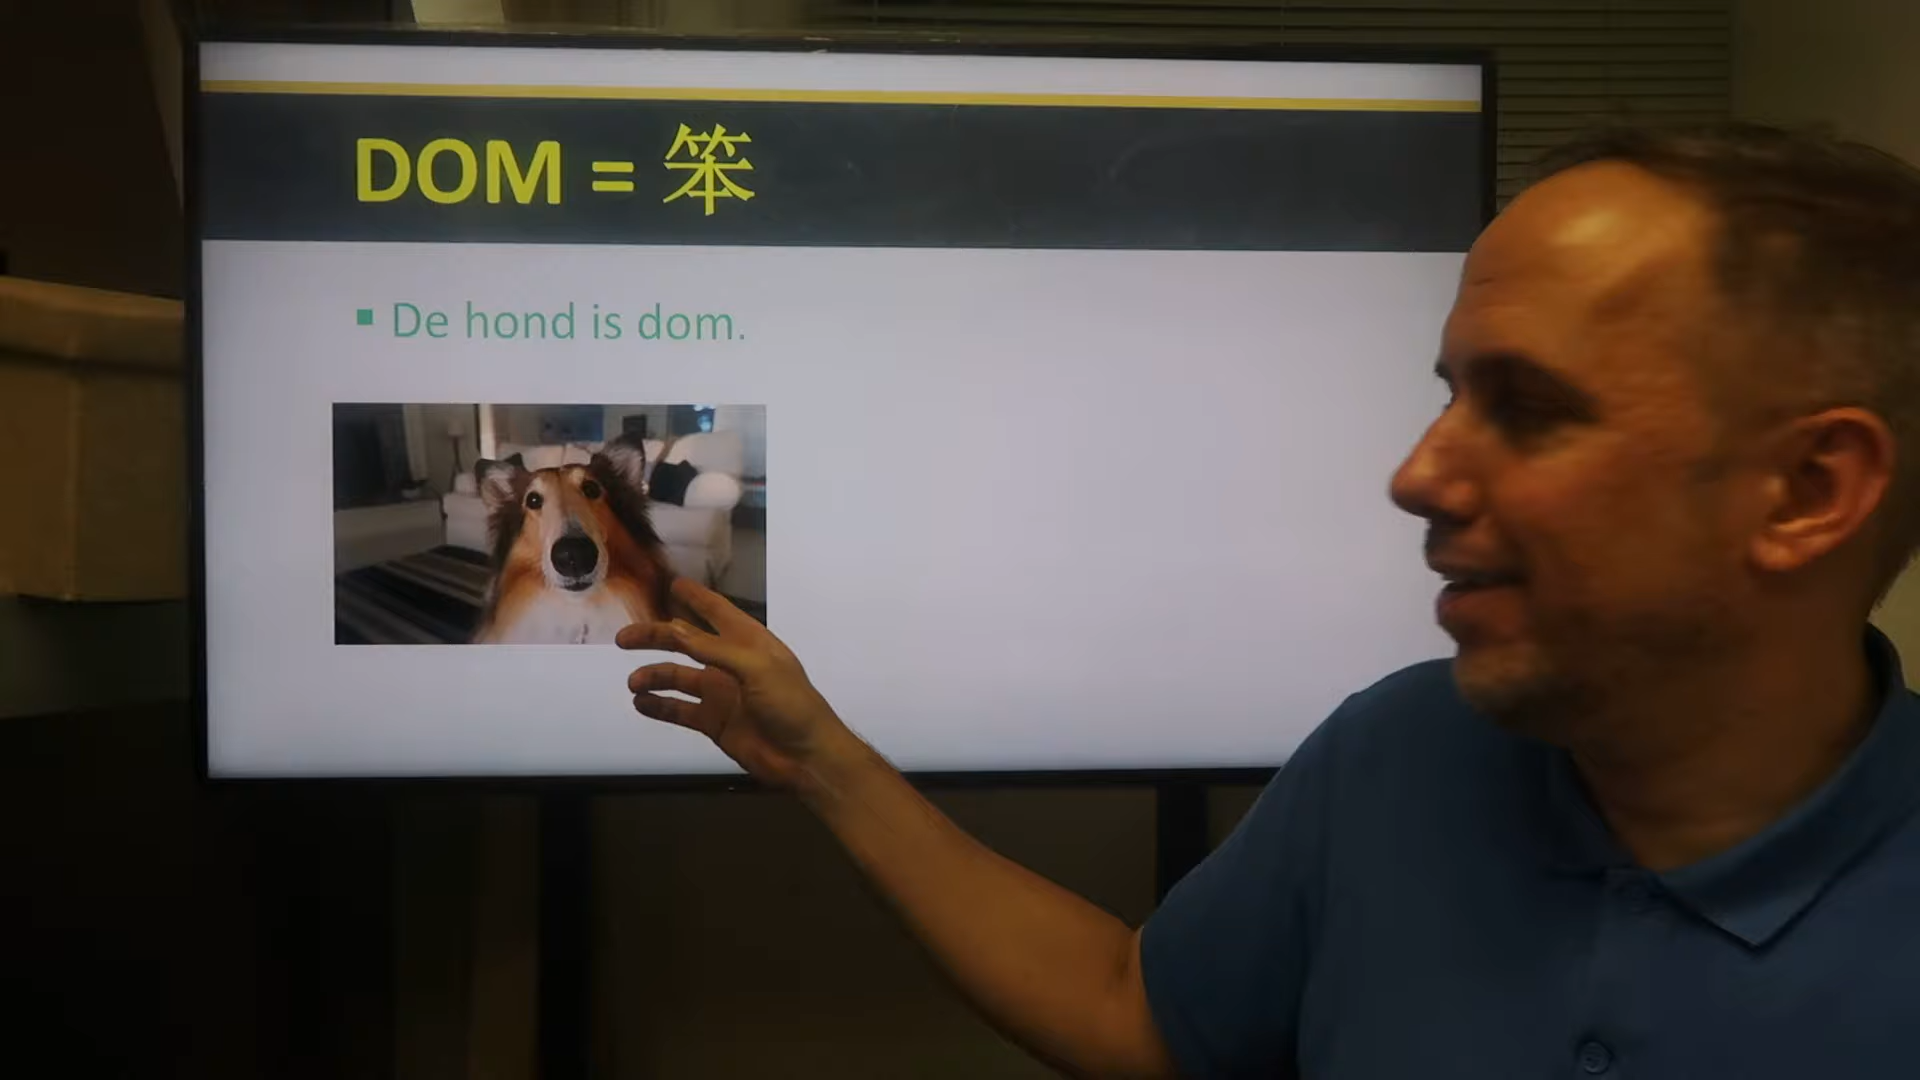 DOM = 笨
De hond is dom.